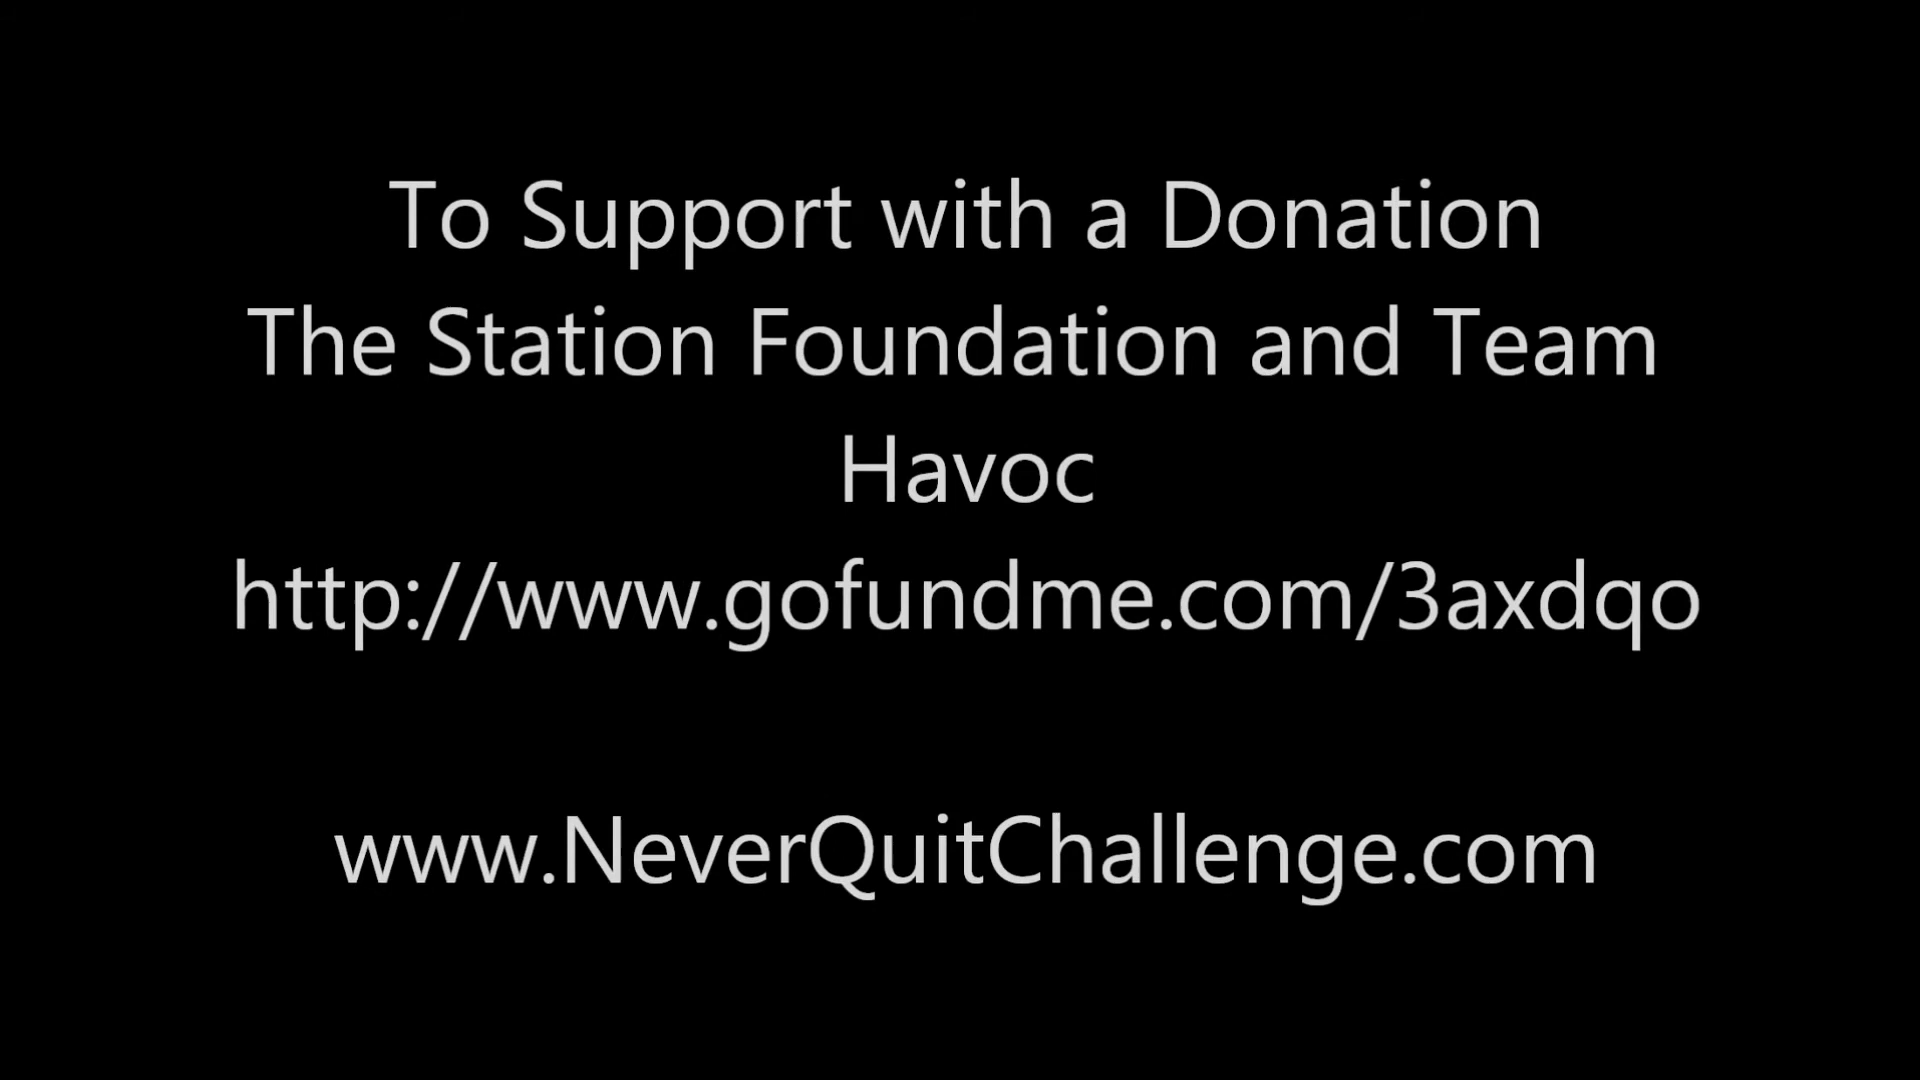 To Support with a Donation
The Station Foundation and Team
Havoc
http://www.gofundme.com/3axdqo
www.NeverQuitChallenge.com